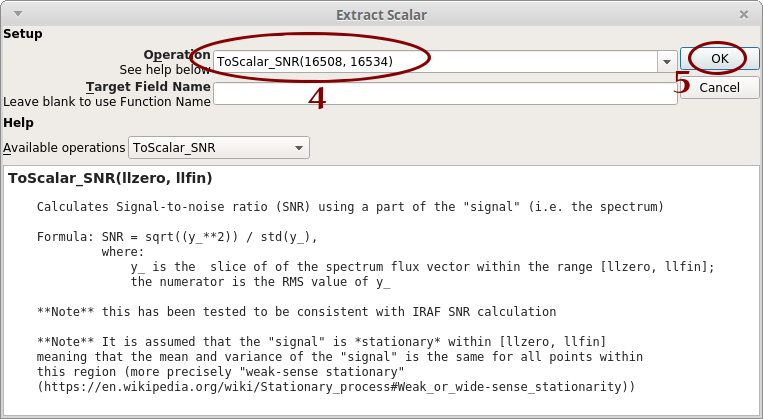 Extract Scalar
Setup
Operation
See help below
ToScalar_SNR(16508, 16534)
OK
4
5
Target Field Name
Leave blank to use Function Name
Cancel
Help
Available operations ToScalar_SNR
ToScalar_SNR(llzero, llfin)
Calculates Signal-to-noise ratio (SNR) using a part of the "signal" (i.e. the spectrum)
Formula: SNR = sqrt((y_**2)) / std(y_),
where:
y_ is the  slice of of the spectrum flux vector within the range [llzero, llfin];
the numerator is the RMS value of y_
**Note** this has been tested to be consistent with IRAF SNR calculation
**Note** It is assumed that the "signal" is *stationary* within [llzero, llfin]
meaning that the mean and variance of the "signal" is the same for all points within
this region (more precisely "weak-sense stationary"
(https://en.wikipedia.org/wiki/Stationary_process#Weak_or_wide-sense_stationarity))